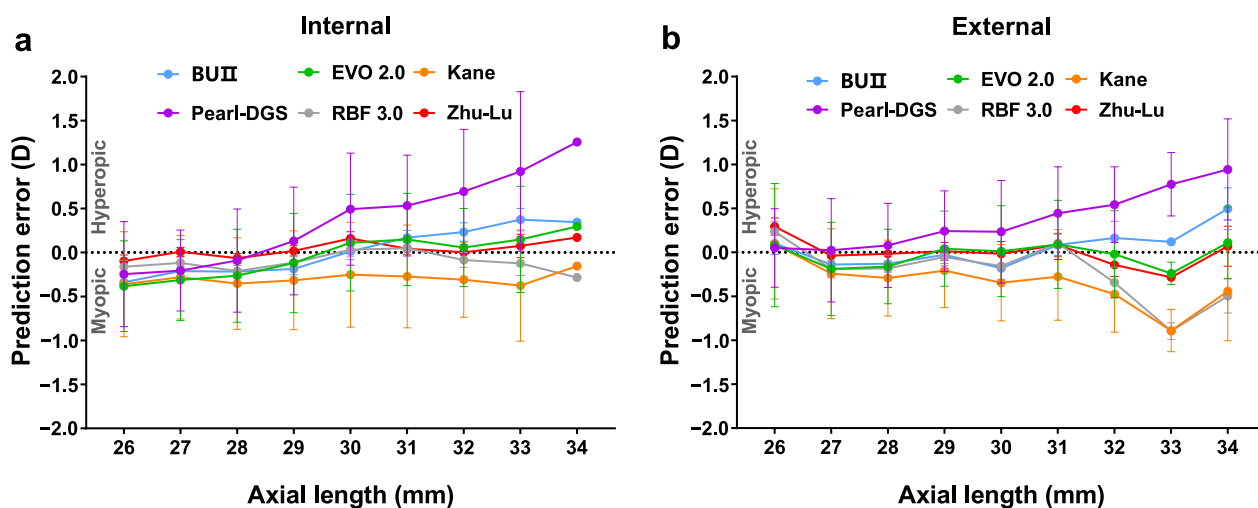 a
Internal
BUII
EVO 2.0
Kane
Pearl-DGS
RBF 3.0
Zhu-Lu
Prediction error (D)
Hyperopic
Myopic
2.0
1.5
1.0
0.5
0.0
−0.5
−1.0
−1.5
−2.0
26 27 28 29 30 31 32 33 34
Axial length (mm)
b
External
BUII
EVO 2.0
Kane
Pearl-DGS
RBF 3.0
Zhu-Lu
Prediction error (D)
Hyperopic
Myopic
2.0
1.5
1.0
0.5
0.0
−0.5
−1.0
−1.5
−2.0
26 27 28 29 30 31 32 33 34
Axial length (mm)